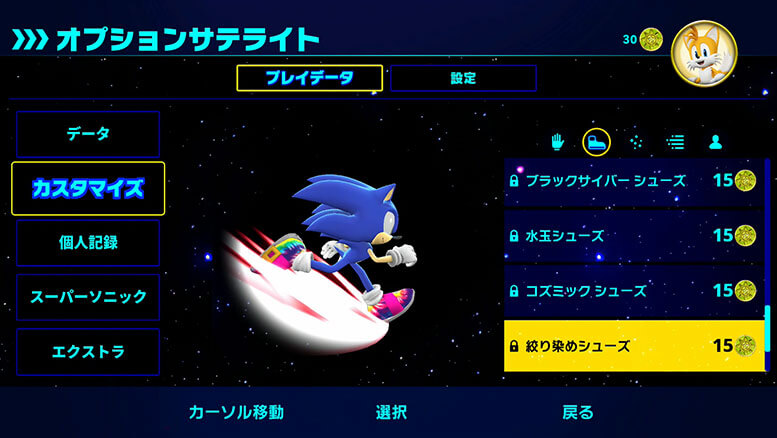 オプションサテライト
30
プレイデータ
設定
データ
カスタマイズ
個人記録
スーパーソニック
エクストラ
ブラックサイバー シューズ 15
水玉シューズ 15
コズミック シューズ 15
絞り染めシューズ 15
カーソル移動
選択
戻る